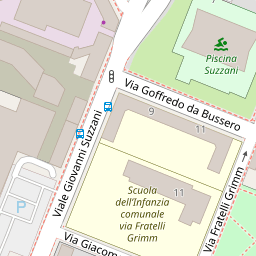 Piscina
Suzzani
Via Goffredo da Bussero
9
11
Viale Giovanni Suzzani
Scuola
dell'Infanzia
comunale
via Fratelli
Grimm
11
Via Fratelli Grimm
P
Via Giacom